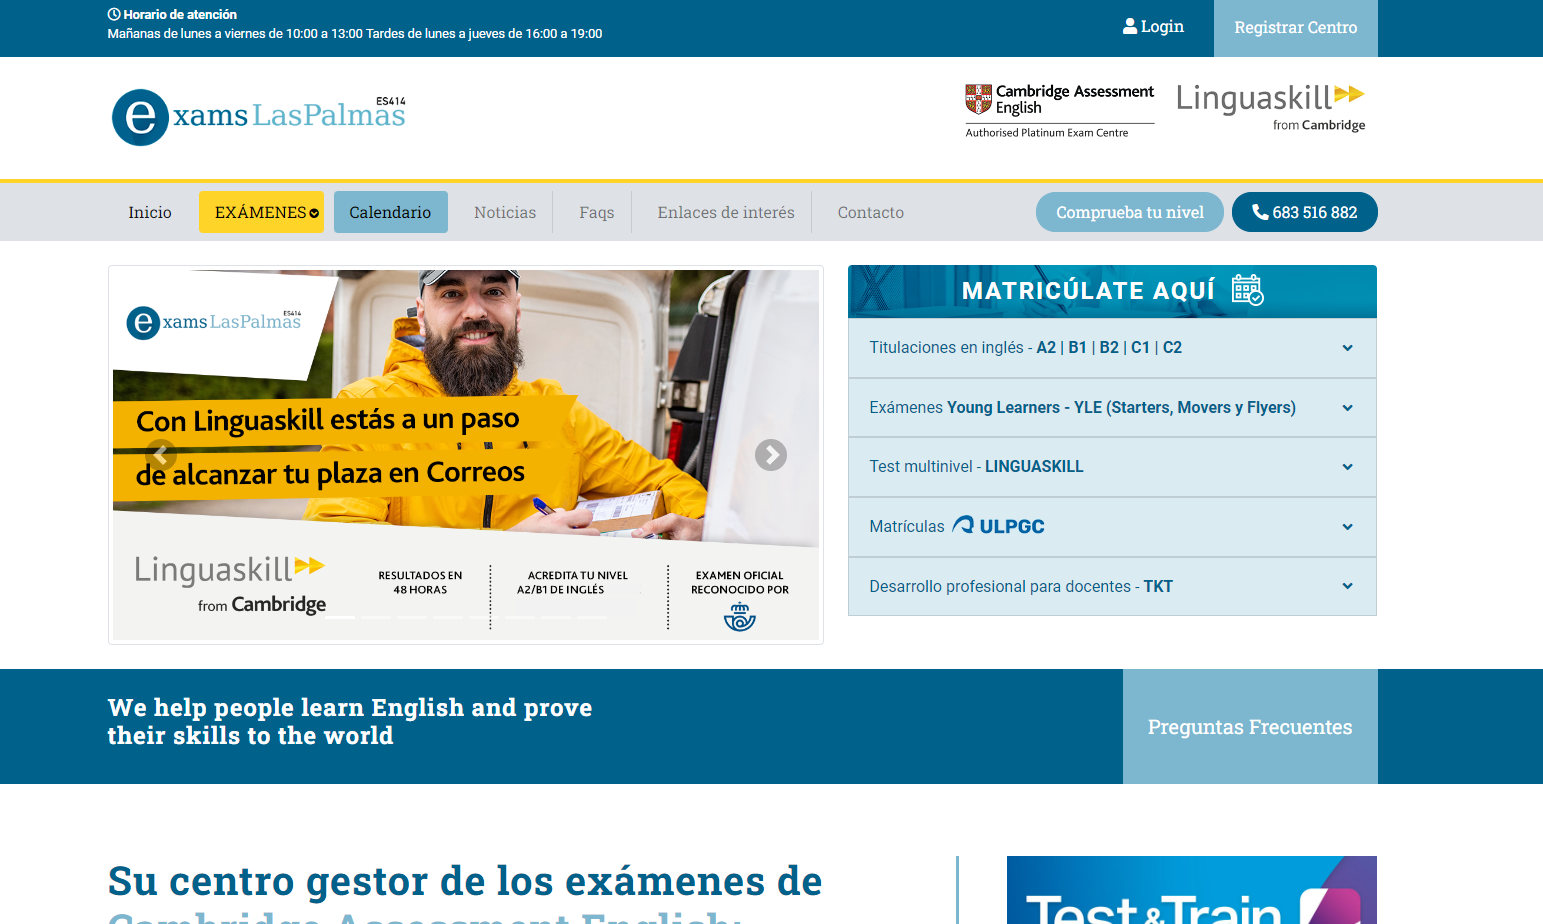 Horario de atención
Mañanas de lunes a viernes de 10:00 a 13:00 Tardes de lunes a jueves de 16:00 a 19:00
Login
Registrar Centro
exams LasPalmas
ES414
Cambridge Assessment
English
Authorised Platinum Exam Centre
Linguaskill
from Cambridge
Inicio
EXÁMENES
Calendario
Noticias
Faqs
Enlaces de interés
Contacto
Comprueba tu nivel
683 516 882
exams LasPalmas
ES414
Con Linguaskill estás a un paso
de alcanzar tu plaza en Correos
Linguaskill
from Cambridge
RESULTADOS EN
48 HORAS
ACREDITA TU NIVEL
A2/B1 DE INGLÉS
EXAMEN OFICIAL
RECONOCIDO POR
MATRICÚLATE AQUÍ
Titulaciones en inglés - A2 | B1 | B2 | C1 | C2
Exámenes Young Learners - YLE (Starters, Movers y Flyers)
Test multinivel - LINGUASKILL
Matrículas ULPGC
Desarrollo profesional para docentes - TKT
We help people learn English and prove
their skills to the world
Preguntas Frecuentes
Su centro gestor de los exámenes de
Cambridge Assessment English:
Test&Train